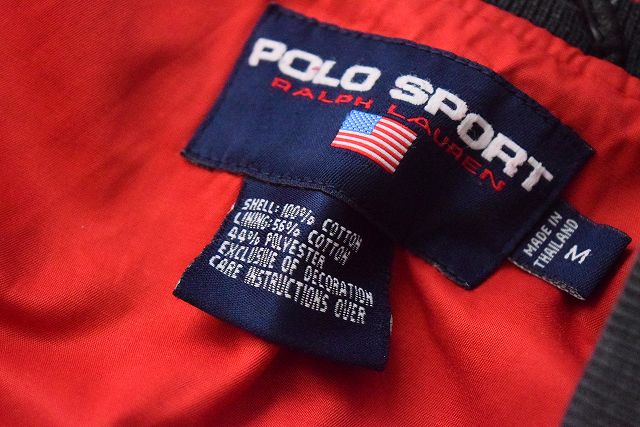 POLO SPORT
RALPH LAUREN
SHELL: 100% COTTON
LINING: 56% COTTON
44% POLYESTER
EXCLUSIVE OF DECORATION
CARE INSTRUCTIONS OVER
MADE IN
THAILAND
M